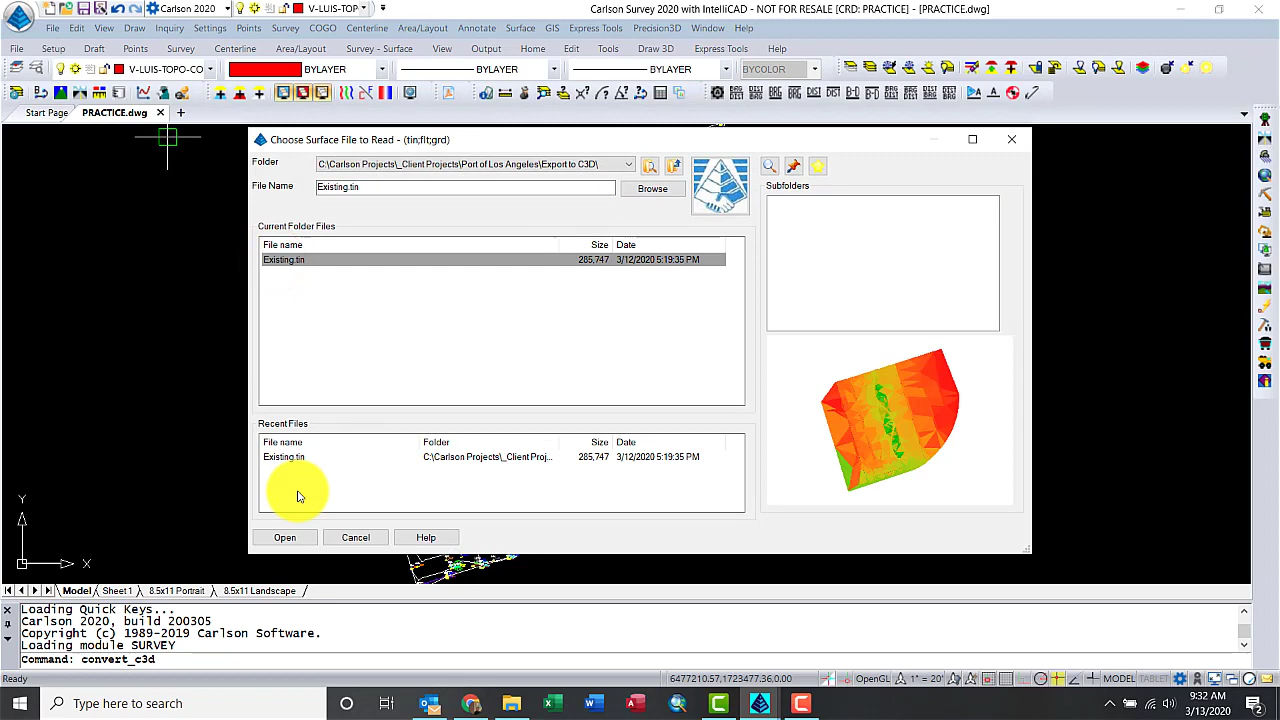 Carlson 2020
V-LUIS-TOP
Carlson Survey 2020 with IntelliCAD - NOT FOR RESALE [CRD: PRACTICE] - [PRACTICE.dwg]
File Edit View Draw Inquiry Settings Points Survey COGO Centerline Area/Layout Annotate Surface GIS Express Tools Precision3D Window Help
File Setup Draft Points Survey Centerline Area/Layout Survey - Surface View Output Home Edit Tools Draw 3D Express Tools
V-LUIS-TOPO-CO BYLAYER BYLAYER BYLAYER BYCOLOR
Start Page PRACTICE.dwg
Choose Surface File to Read - (tin;flt;grd)
Folder C:\Carlson Projects\_Client Projects\Port of Los Angeles\Export to C3D\
File Name Existing.tin Browse
Subfolders
Current Folder Files
File name Size Date
Existing.tin 285,747 3/12/2020 5:19:35 PM
Recent Files
File name Folder Size Date
Existing.tin C:\Carlson Projects\_Client Proj... 285,747 3/12/2020 5:19:35 PM
Open Cancel Help
Y
X
Model Sheet 1 8.5x11 Portrait 8.5x11 Landscape
Loading Quick Keys...
Carlson 2020, build 200305
Copyright (c) 1989-2019 Carlson Software.
Loading module SURVEY
Command: convert_c3d
Ready 6477210.57,1723477.36,0.00 OpenGL 1" = 20' MODEL TABLET
Type here to search
9:32 AM
3/13/2020